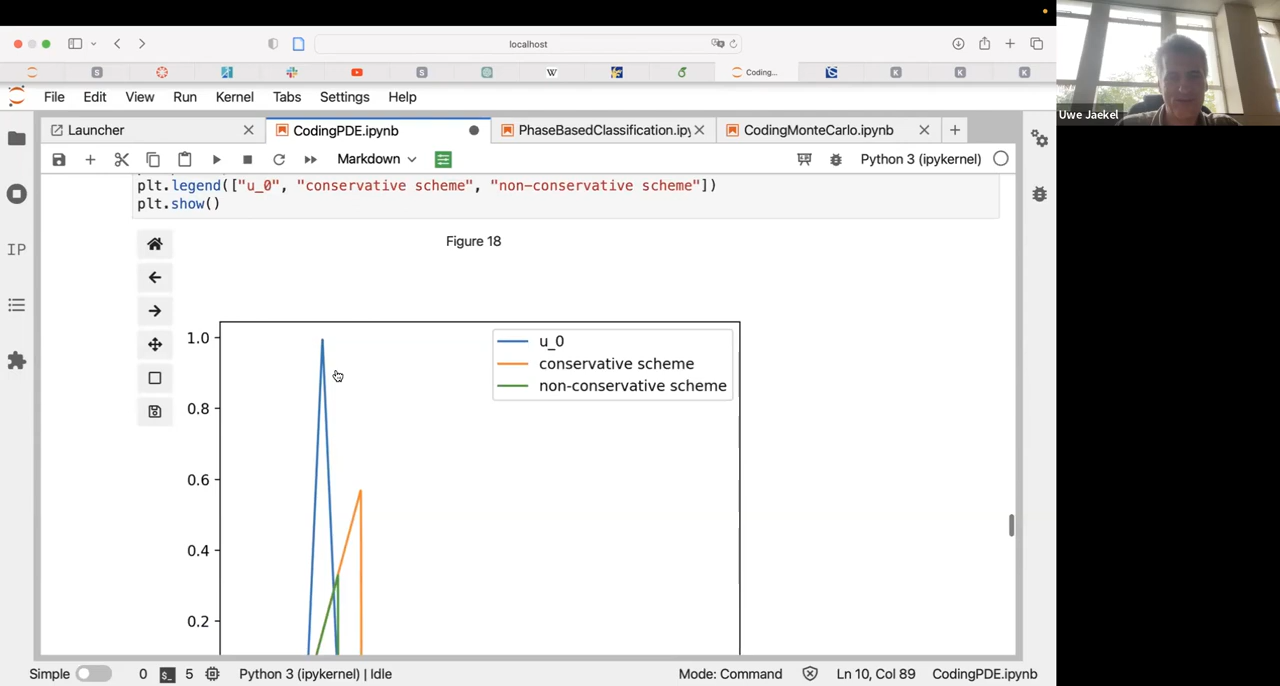 localhost
Coding...
File Edit View Run Kernel Tabs Settings Help
Launcher
CodingPDE.ipynb
PhaseBasedClassification.ipy
CodingMonteCarlo.ipynb
Markdown
Python 3 (ipykernel)
plt.legend(["u_0", "conservative scheme", "non-conservative scheme"])
plt.show()
Figure 18
1.0
0.8
0.6
0.4
0.2
u_0
conservative scheme
non-conservative scheme
Simple 0 5 Python 3 (ipykernel) | Idle Mode: Command Ln 10, Col 89 CodingPDE.ipynb
Uwe Jaekel
IP
S
W
S
K
K
K